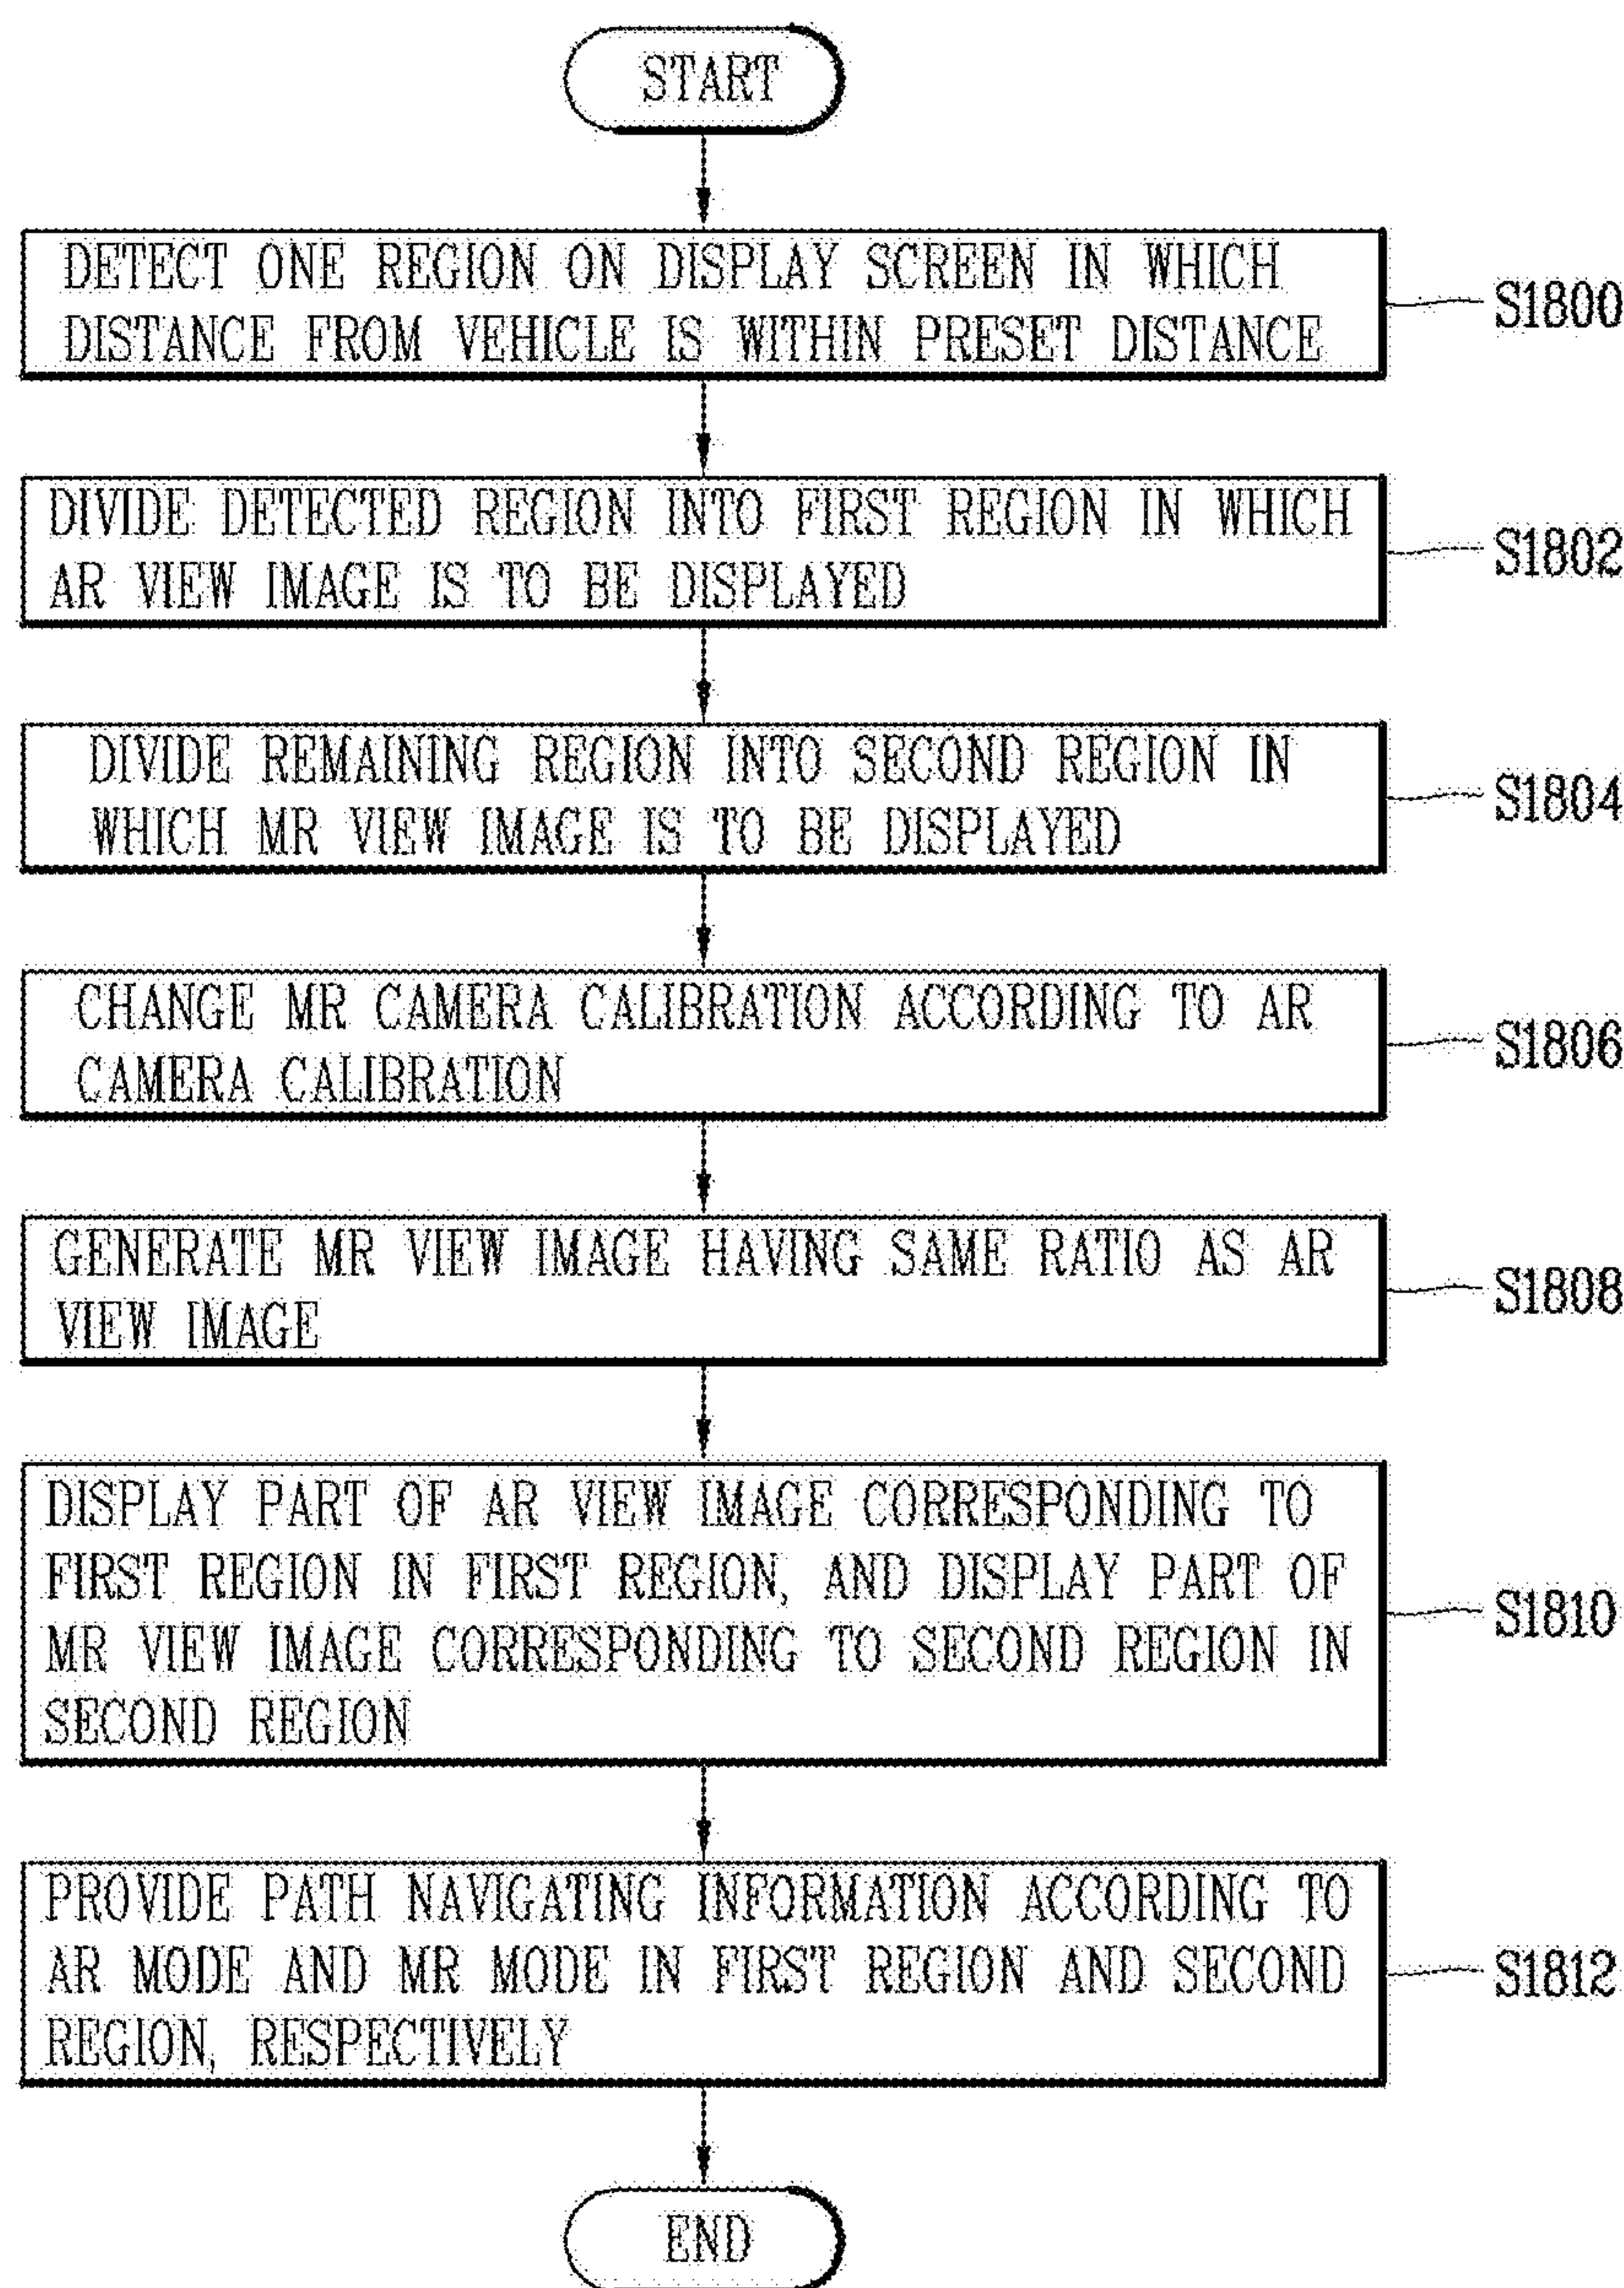 START
DETECT ONE REGION ON DISPLAY SCREEN IN WHICH
DISTANCE FROM VEHICLE IS WITHIN PRESET DISTANCE
S1800
DIVIDE DETECTED REGION INTO FIRST REGION IN WHICH
AR VIEW IMAGE IS TO BE DISPLAYED
S1802
DIVIDE REMAINING REGION INTO SECOND REGION IN
WHICH MR VIEW IMAGE IS TO BE DISPLAYED
S1804
CHANGE MR CAMERA CALIBRATION ACCORDING TO AR
CAMERA CALIBRATION
S1806
GENERATE MR VIEW IMAGE HAVING SAME RATIO AS AR
VIEW IMAGE
S1808
DISPLAY PART OF AR VIEW IMAGE CORRESPONDING TO
FIRST REGION IN FIRST REGION, AND DISPLAY PART OF
MR VIEW IMAGE CORRESPONDING TO SECOND REGION IN
SECOND REGION
S1810
PROVIDE PATH NAVIGATING INFORMATION ACCORDING TO
AR MODE AND MR MODE IN FIRST REGION AND SECOND
REGION, RESPECTIVELY
S1812
END